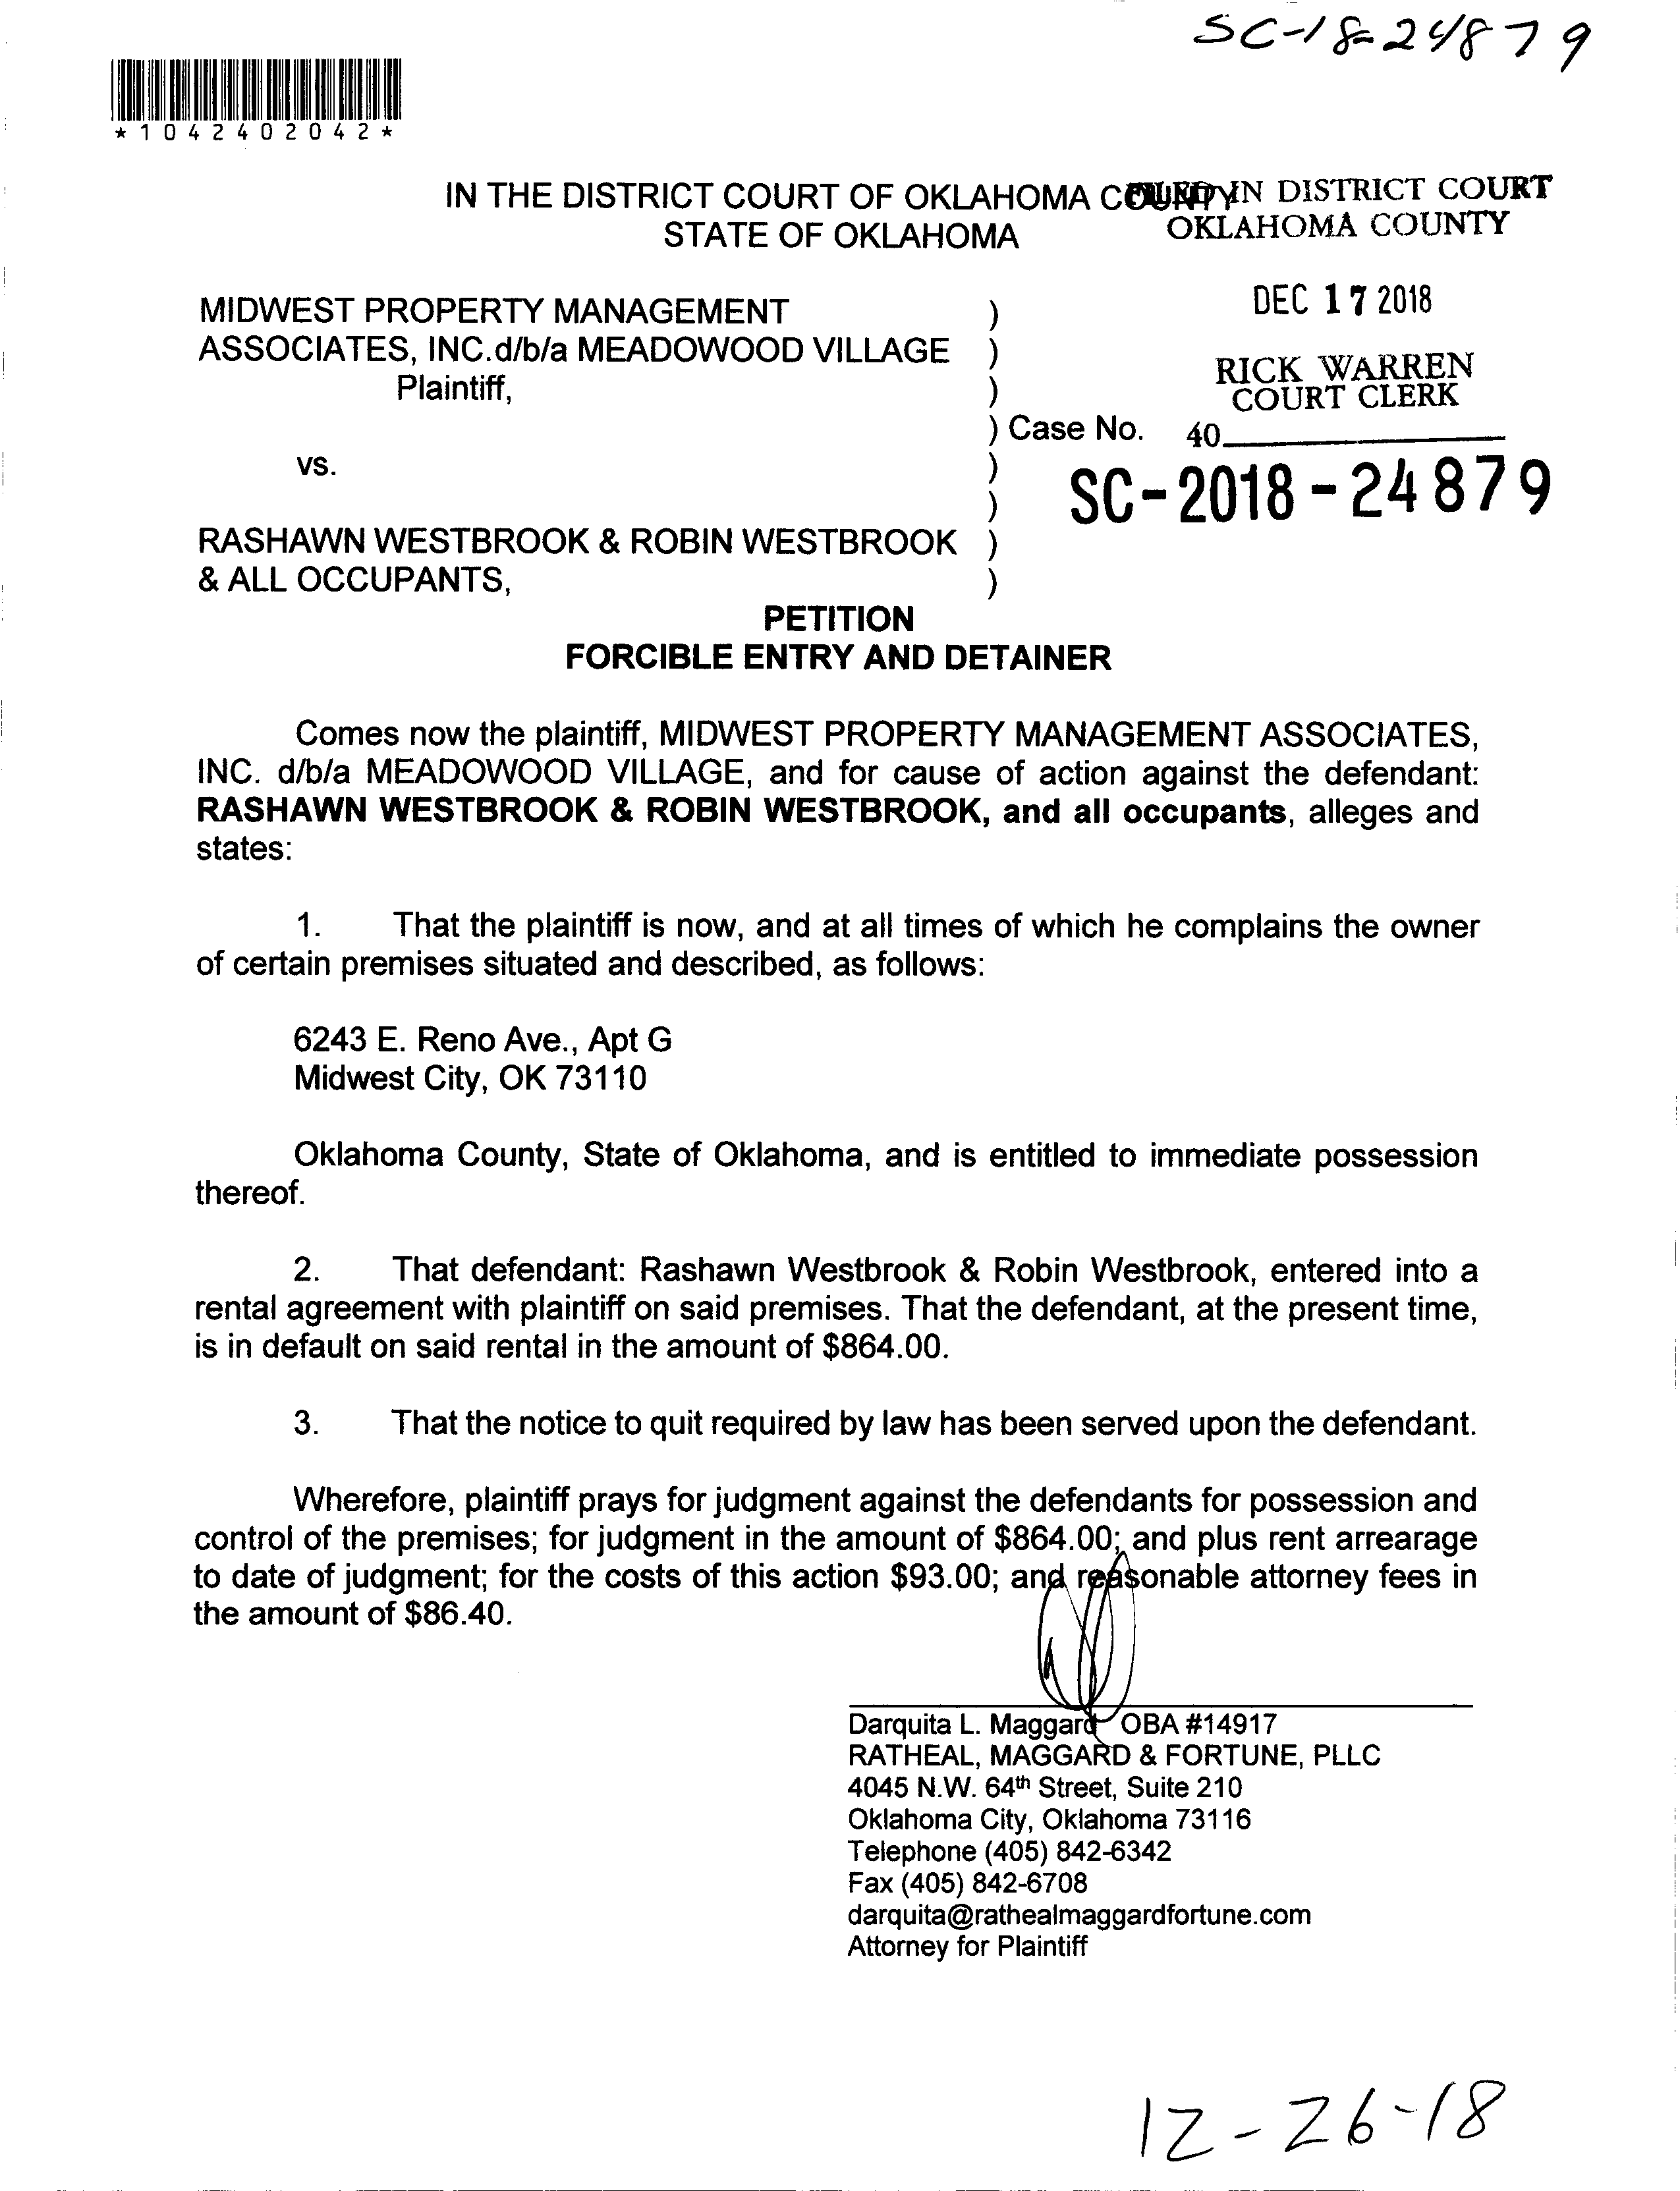 SC-18-24879
*1042402042*
IN THE DISTRICT COURT OF OKLAHOMA COUNTY
STATE OF OKLAHOMA
FILED IN DISTRICT COURT
OKLAHOMA COUNTY
DEC 17 2018
RICK WARREN
COURT CLERK
40
MIDWEST PROPERTY MANAGEMENT )
ASSOCIATES, INC.d/b/a MEADOWOOD VILLAGE )
Plaintiff, )
) Case No.
vs. )
) SC-2018-24879
RASHAWN WESTBROOK & ROBIN WESTBROOK )
& ALL OCCUPANTS, )
PETITION
FORCIBLE ENTRY AND DETAINER
Comes now the plaintiff, MIDWEST PROPERTY MANAGEMENT ASSOCIATES,
INC. d/b/a MEADOWOOD VILLAGE, and for cause of action against the defendant:
RASHAWN WESTBROOK & ROBIN WESTBROOK, and all occupants, alleges and
states:
1. That the plaintiff is now, and at all times of which he complains the owner
of certain premises situated and described, as follows:
6243 E. Reno Ave., Apt G
Midwest City, OK 73110
Oklahoma County, State of Oklahoma, and is entitled to immediate possession
thereof.
2. That defendant: Rashawn Westbrook & Robin Westbrook, entered into a
rental agreement with plaintiff on said premises. That the defendant, at the present time,
is in default on said rental in the amount of $864.00.
3. That the notice to quit required by law has been served upon the defendant.
Wherefore, plaintiff prays for judgment against the defendants for possession and
control of the premises; for judgment in the amount of $864.00; and plus rent arrearage
to date of judgment; for the costs of this action $93.00; and reasonable attorney fees in
the amount of $86.40.
Darquita L. Maggard OBA #14917
RATHEAL, MAGGARD & FORTUNE, PLLC
4045 N.W. 64th Street, Suite 210
Oklahoma City, Oklahoma 73116
Telephone (405) 842-6342
Fax (405) 842-6708
darquita@rathealmaggardfortune.com
Attorney for Plaintiff
12-26-18